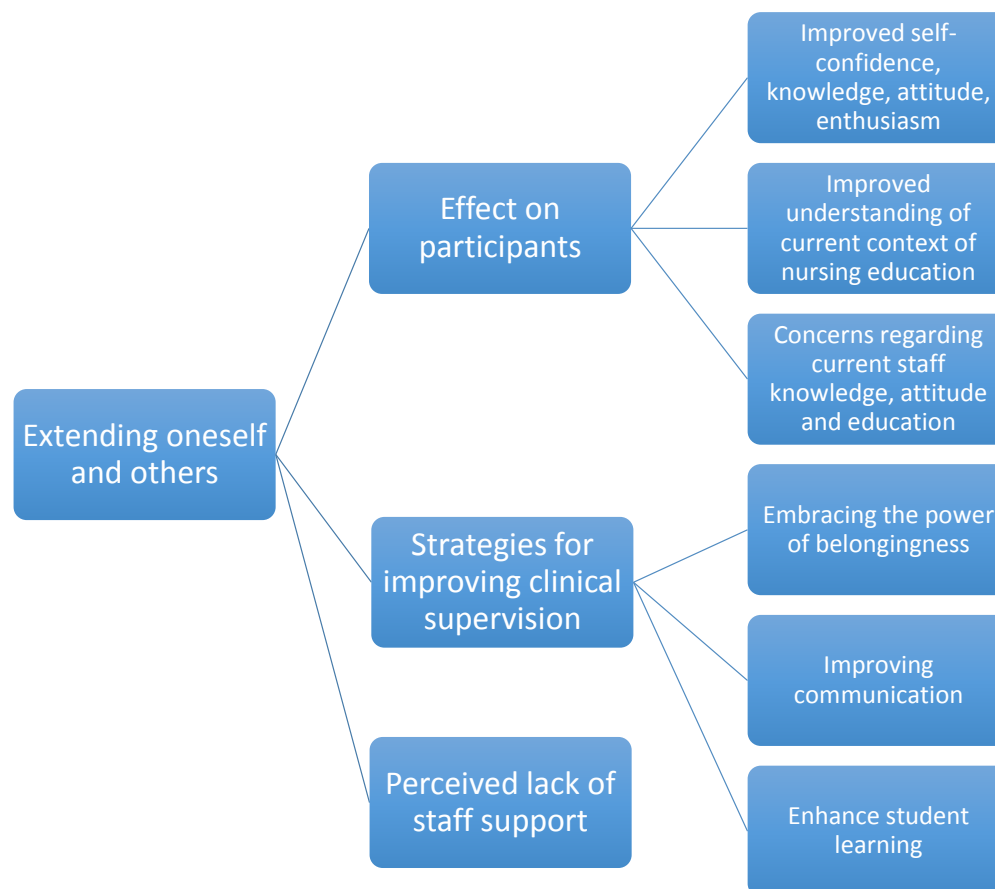 Extending oneself
and others
Effect on
participants
Improved self-
confidence,
knowledge, attitude,
enthusiasm
Improved
understanding of
current context of
nursing education
Concerns regarding
current staff
knowledge, attitude
and education
Strategies for
improving clinical
supervision
Embracing the power
of belongingness
Improving
communication
Enhance student
learning
Perceived lack of
staff support